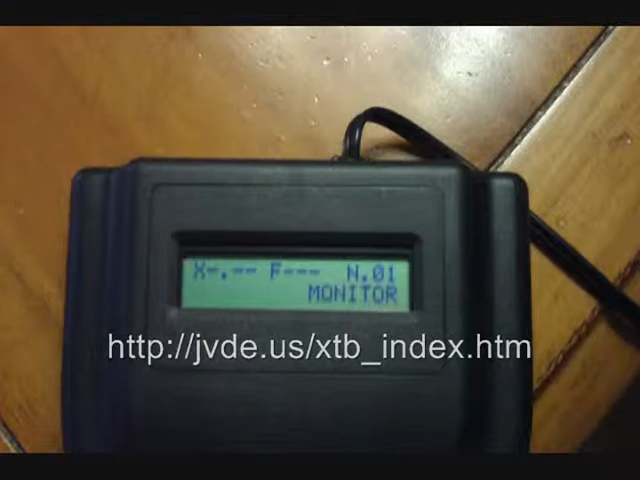 X-.-- F--- N.01
MONITOR
http://jvde.us/xtb_index.htm